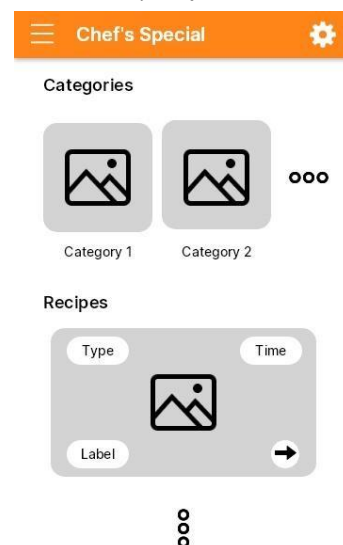 Chef's Special
Categories
Category 1 Category 2
Recipes
Type Time
Label